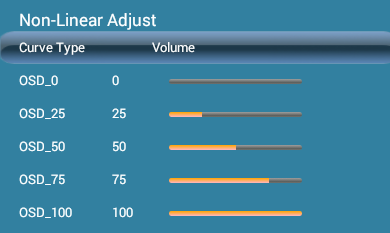 Non-Linear Adjust
Curve Type Volume
OSD_0 0
OSD_25 25
OSD_50 50
OSD_75 75
OSD_100 100